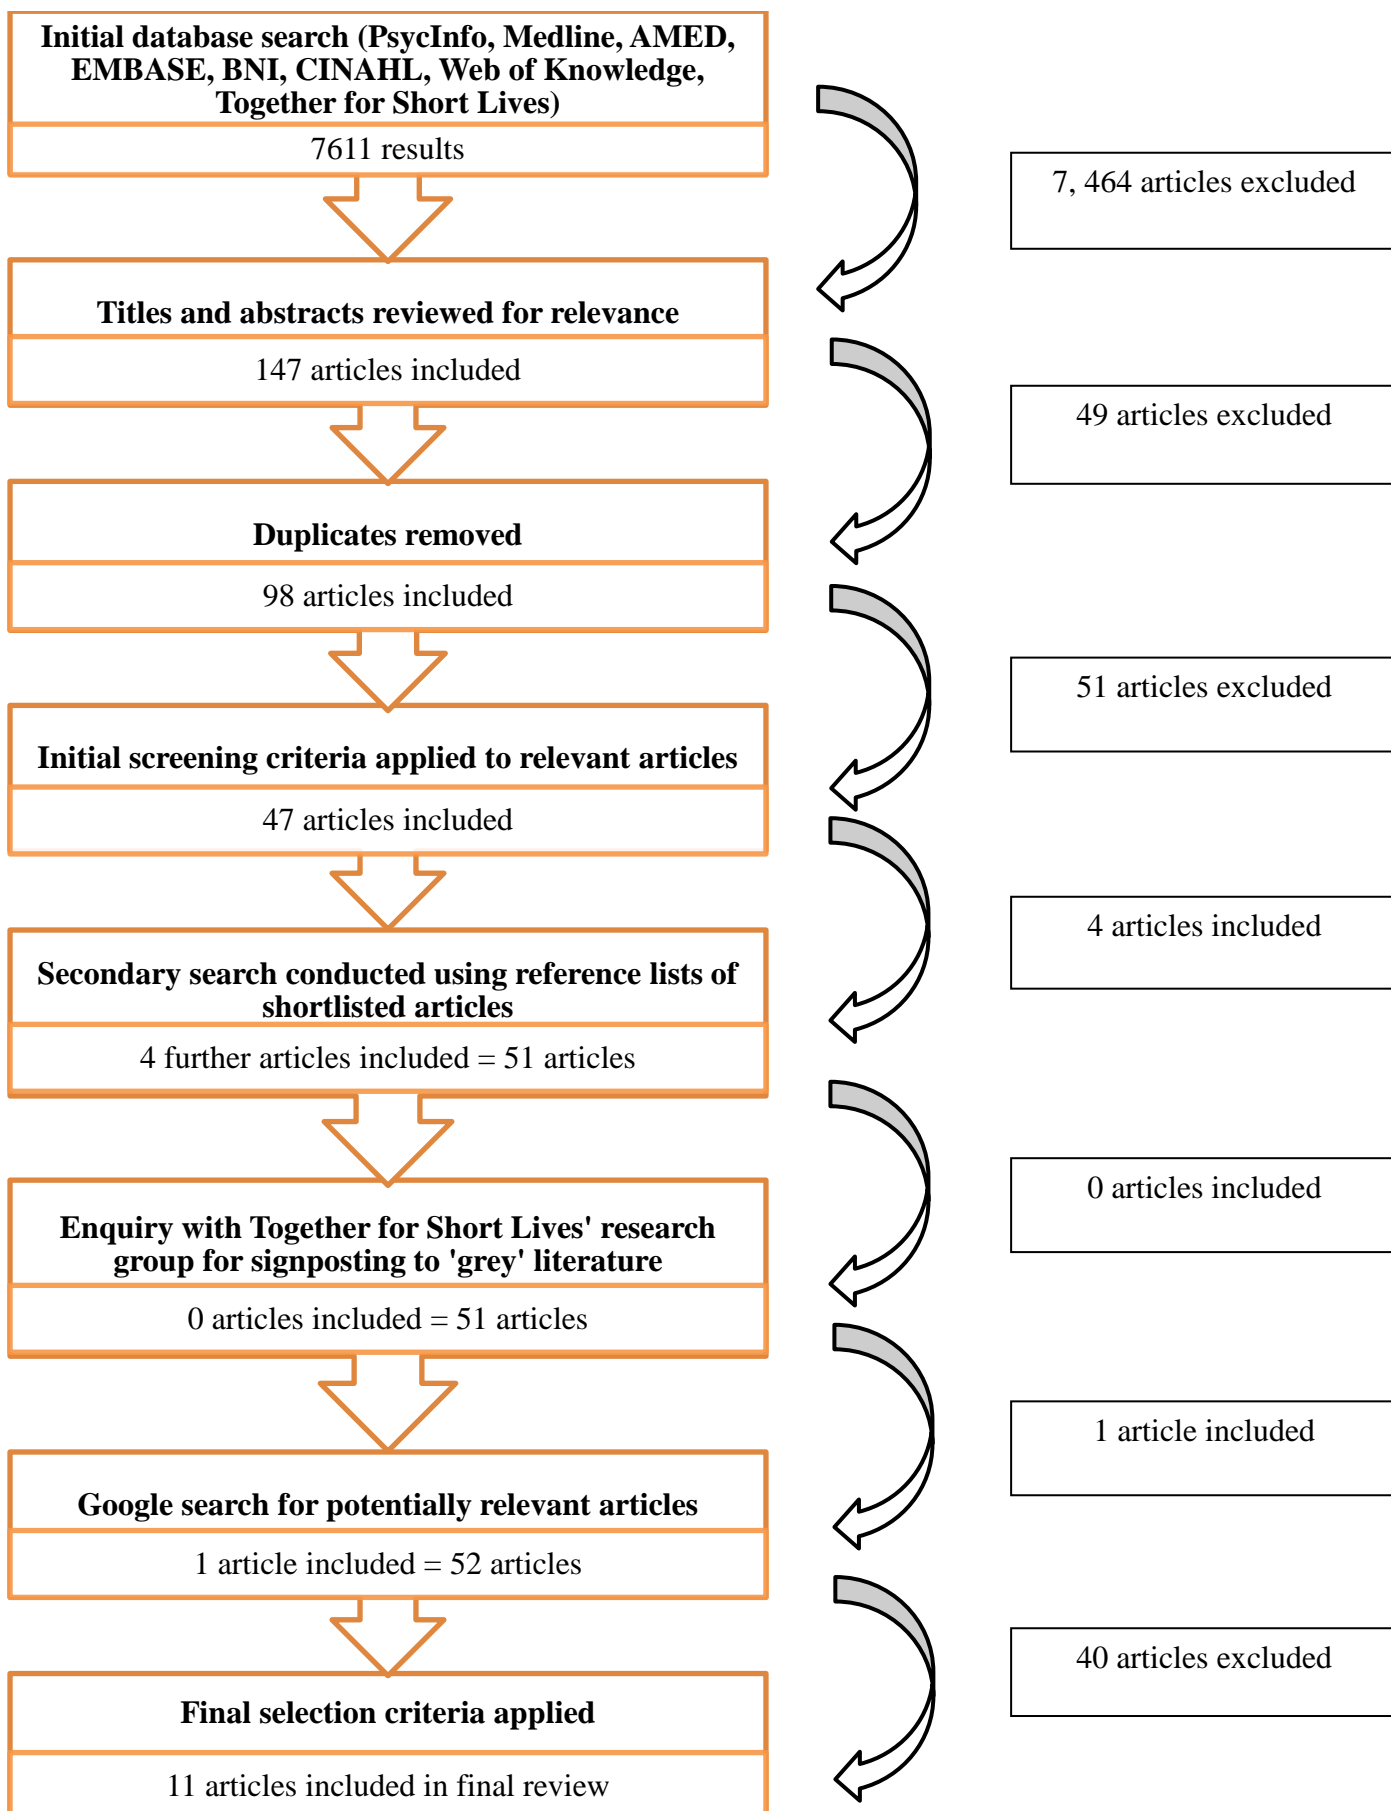 Initial database search (PsycInfo, Medline, AMED,
EMBASE, BNI, CINAHL, Web of Knowledge,
Together for Short Lives)
7611 results
7, 464 articles excluded
Titles and abstracts reviewed for relevance
147 articles included
49 articles excluded
Duplicates removed
98 articles included
51 articles excluded
Initial screening criteria applied to relevant articles
47 articles included
4 articles included
Secondary search conducted using reference lists of
shortlisted articles
4 further articles included = 51 articles
0 articles included
Enquiry with Together for Short Lives' research
group for signposting to 'grey' literature
0 articles included = 51 articles
1 article included
Google search for potentially relevant articles
1 article included = 52 articles
40 articles excluded
Final selection criteria applied
11 articles included in final review